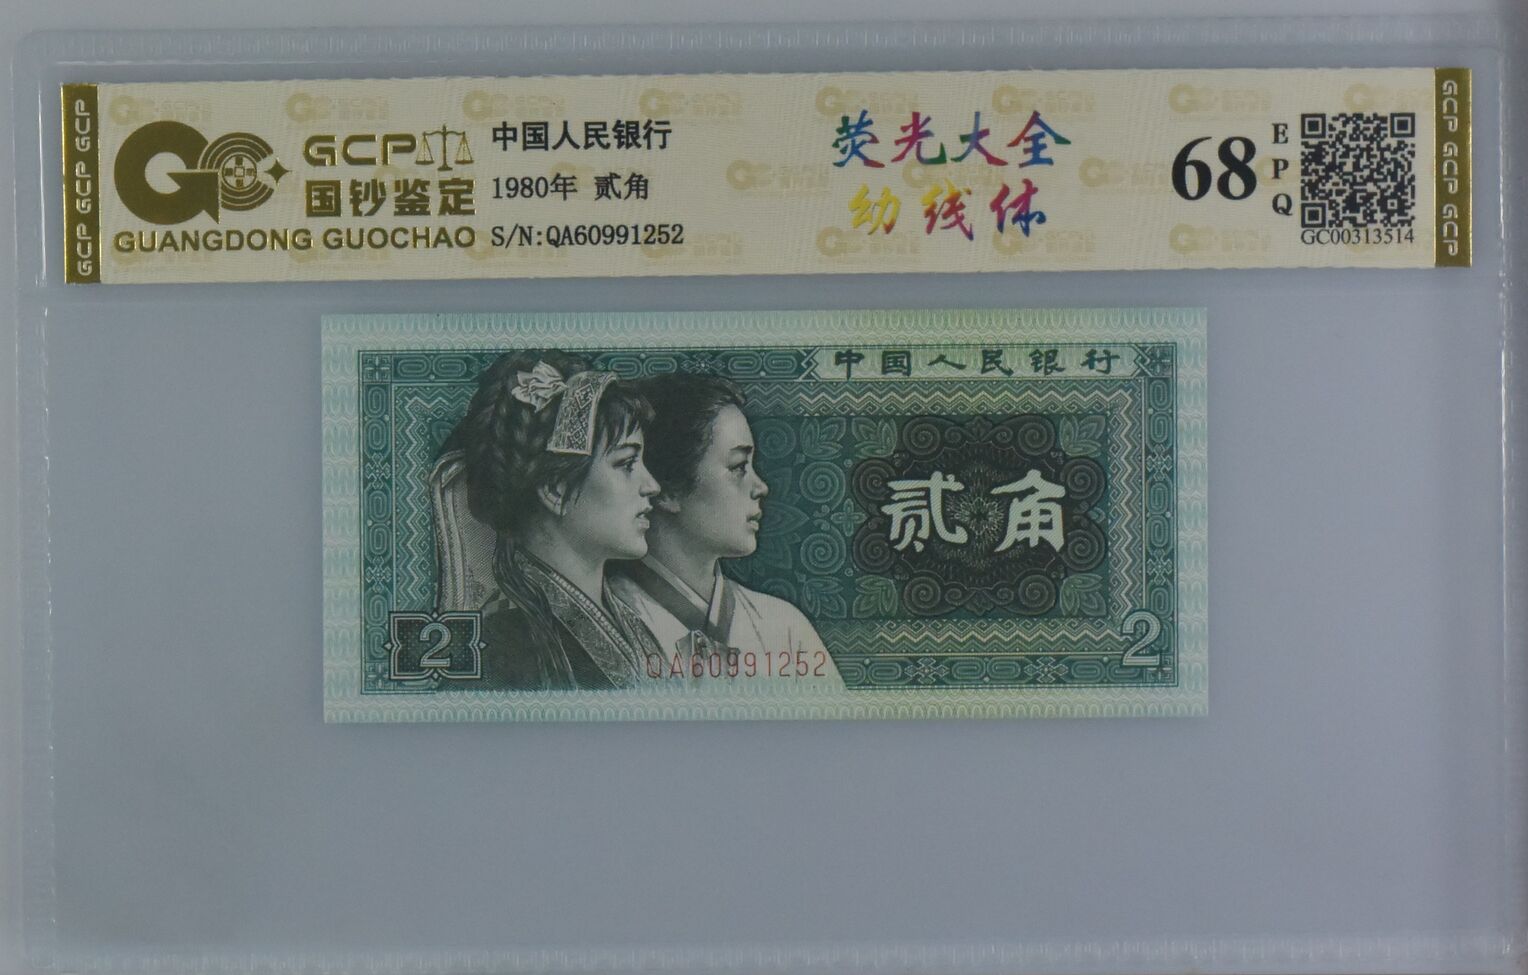 GCP GCP GCP
GCP
国钞鉴定
GUANGDONG GUOCHAO
中国人民银行
1980年 贰角
S/N:QA60991252
荧光大全
幼线体
68
EPQ
GC00313514
GCP GCP GCP
中国人民银行
贰角
2
2
QA60991252